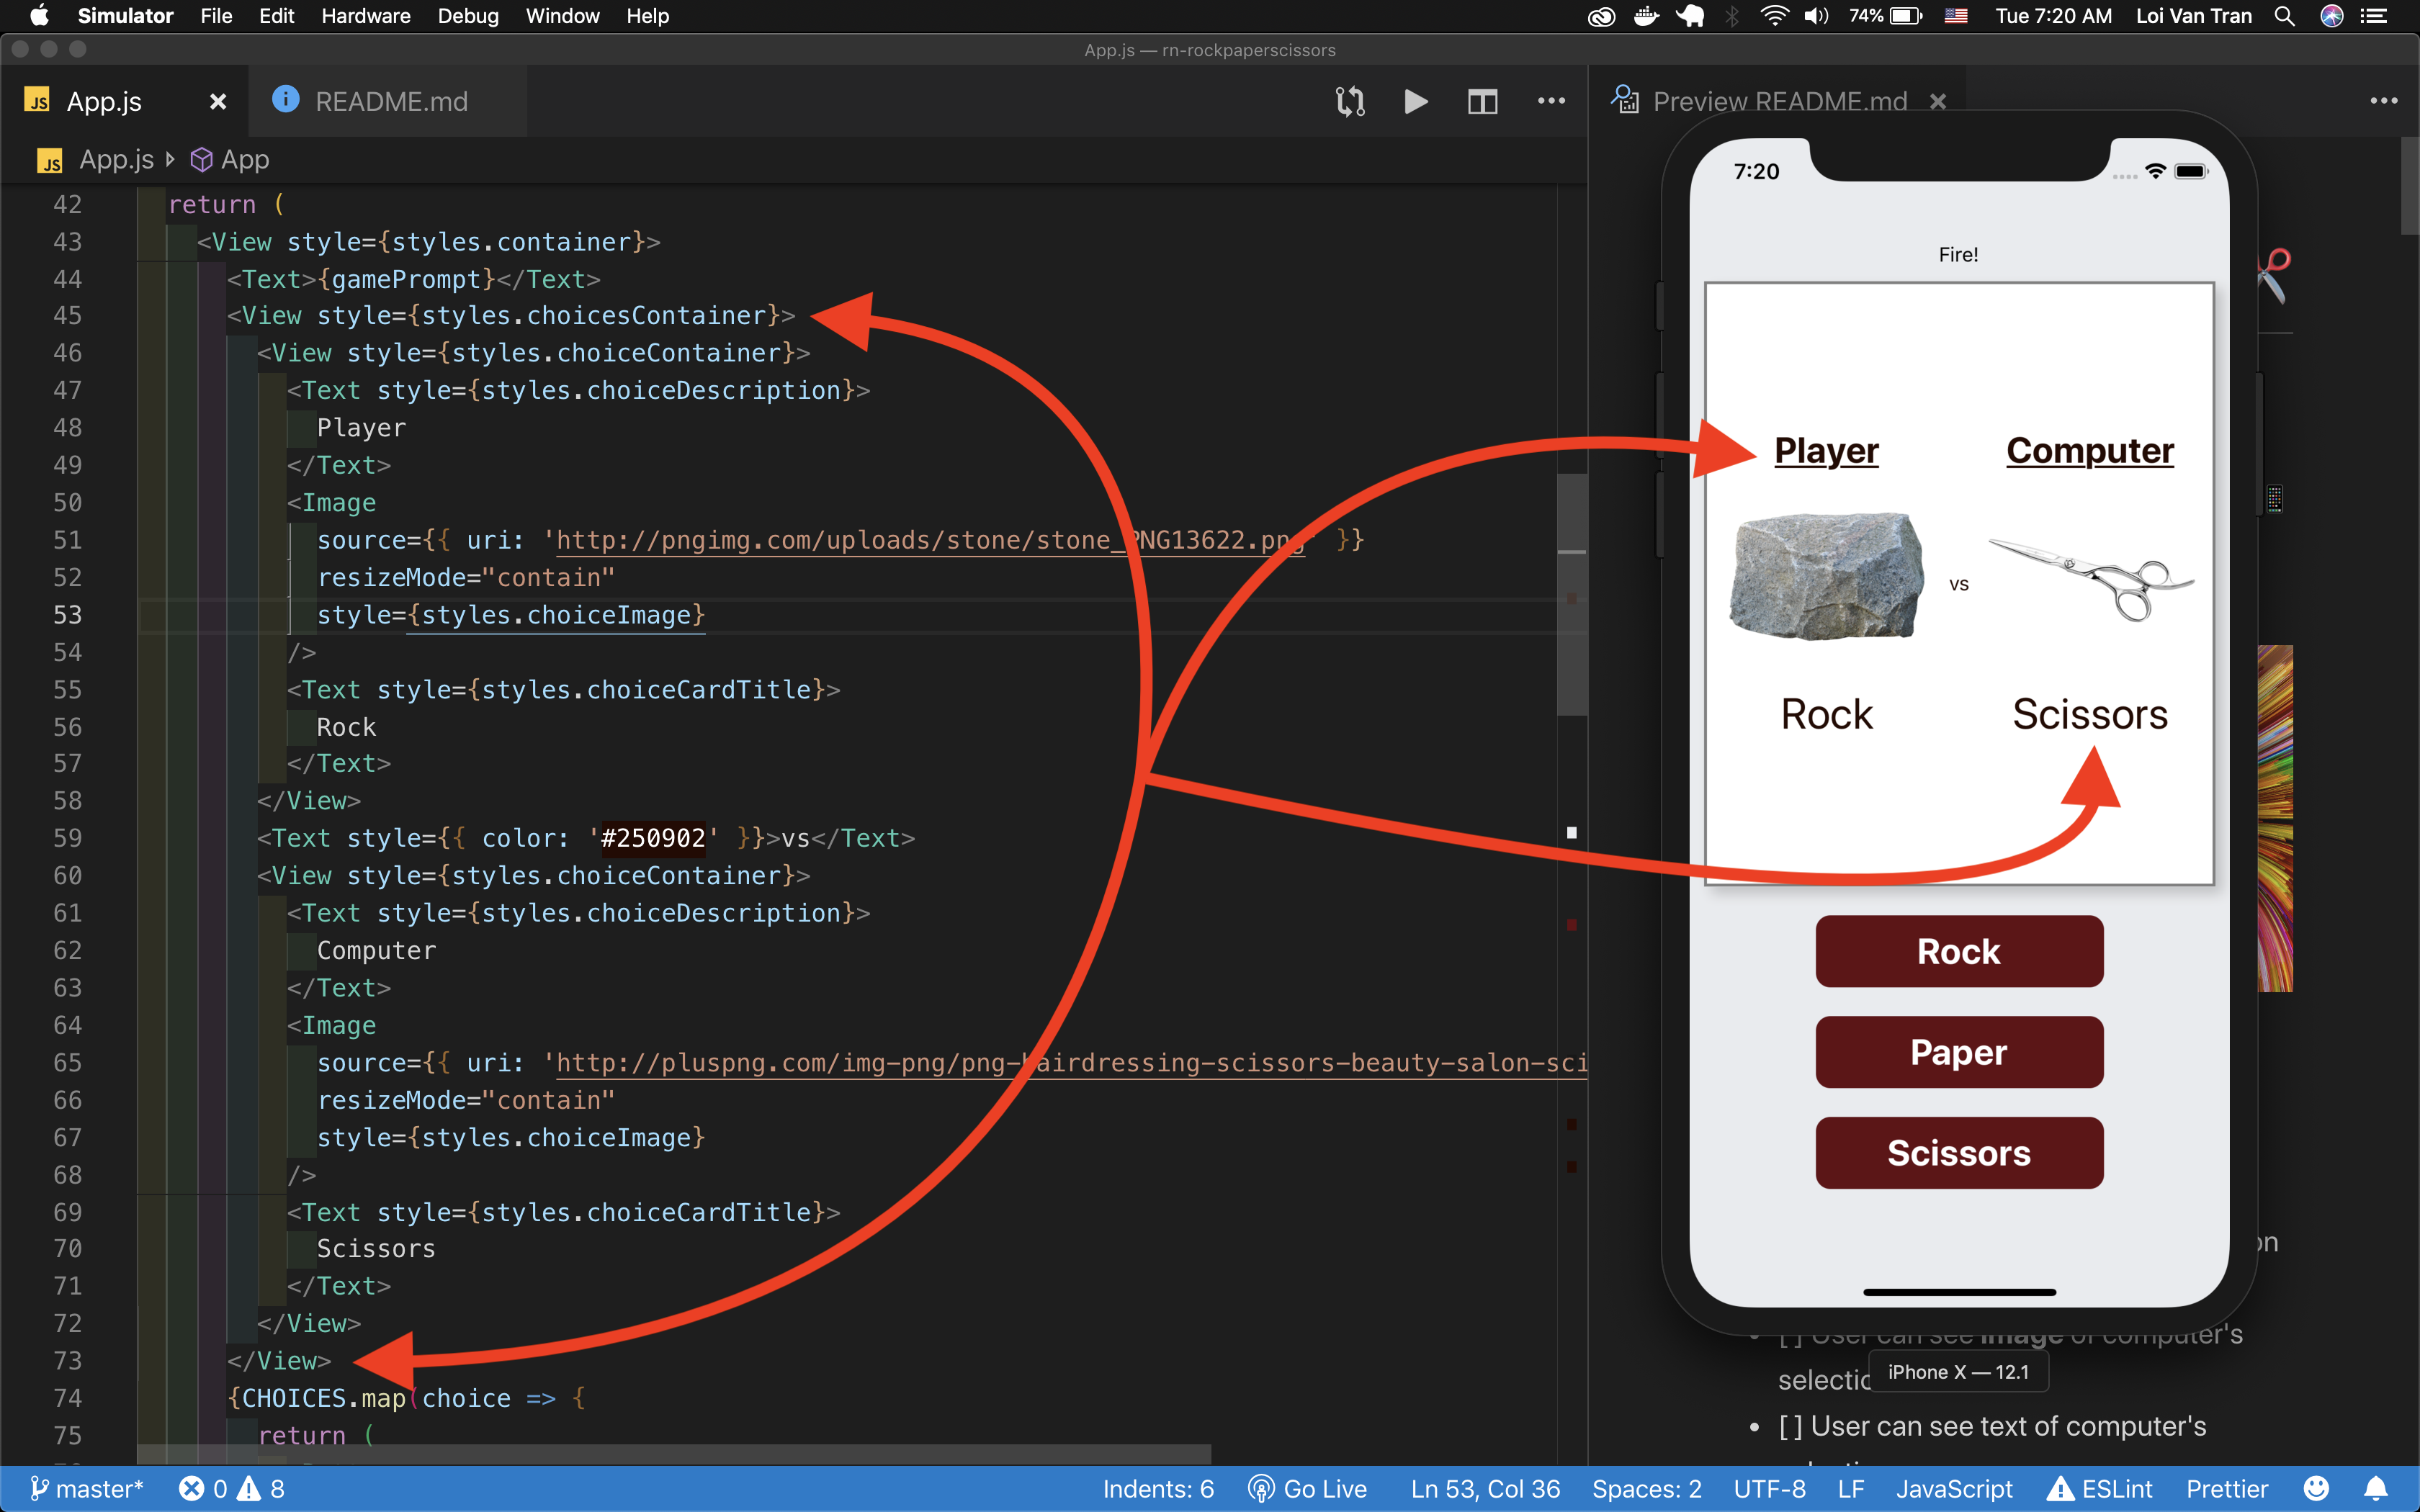 Simulator File Edit Hardware Debug Window Help 74% Tue 7:20 AM Loi Van Tran
App.js — rn-rockpaperscissors
JS App.js README.md Preview README.md
JS App.js App
42 return (
43 <View style={styles.container}>
44 <Text>{gamePrompt}</Text>
45 <View style={styles.choicesContainer}>
46 <View style={styles.choiceContainer}>
47 <Text style={styles.choiceDescription}>
48 Player
49 </Text>
50 <Image
51 source={{ uri: 'http://pngimg.com/uploads/stone/stone_PNG13622.png' }}
52 resizeMode="contain"
53 style={styles.choiceImage}
54 />
55 <Text style={styles.choiceCardTitle}>
56 Rock
57 </Text>
58 </View>
59 <Text style={{ color: '#250902' }}>vs</Text>
60 <View style={styles.choiceContainer}>
61 <Text style={styles.choiceDescription}>
62 Computer
63 </Text>
64 <Image
65 source={{ uri: 'http://pluspng.com/img-png/png-hairdressing-scissors-beauty-salon-sci
66 resizeMode="contain"
67 style={styles.choiceImage}
68 />
69 <Text style={styles.choiceCardTitle}>
70 Scissors
71 </Text>
72 </View>
73 </View>
74 {CHOICES.map(choice => {
75 return (
7:20
Fire!
Player Computer
vs
Rock Scissors
Rock
Paper
Scissors
on
[ ] User can see image of computer's
selectio
iPhone X — 12.1
• [ ] User can see text of computer's
master* 0 8 Indents: 6 Go Live Ln 53, Col 36 Spaces: 2 UTF-8 LF JavaScript ESLint Prettier